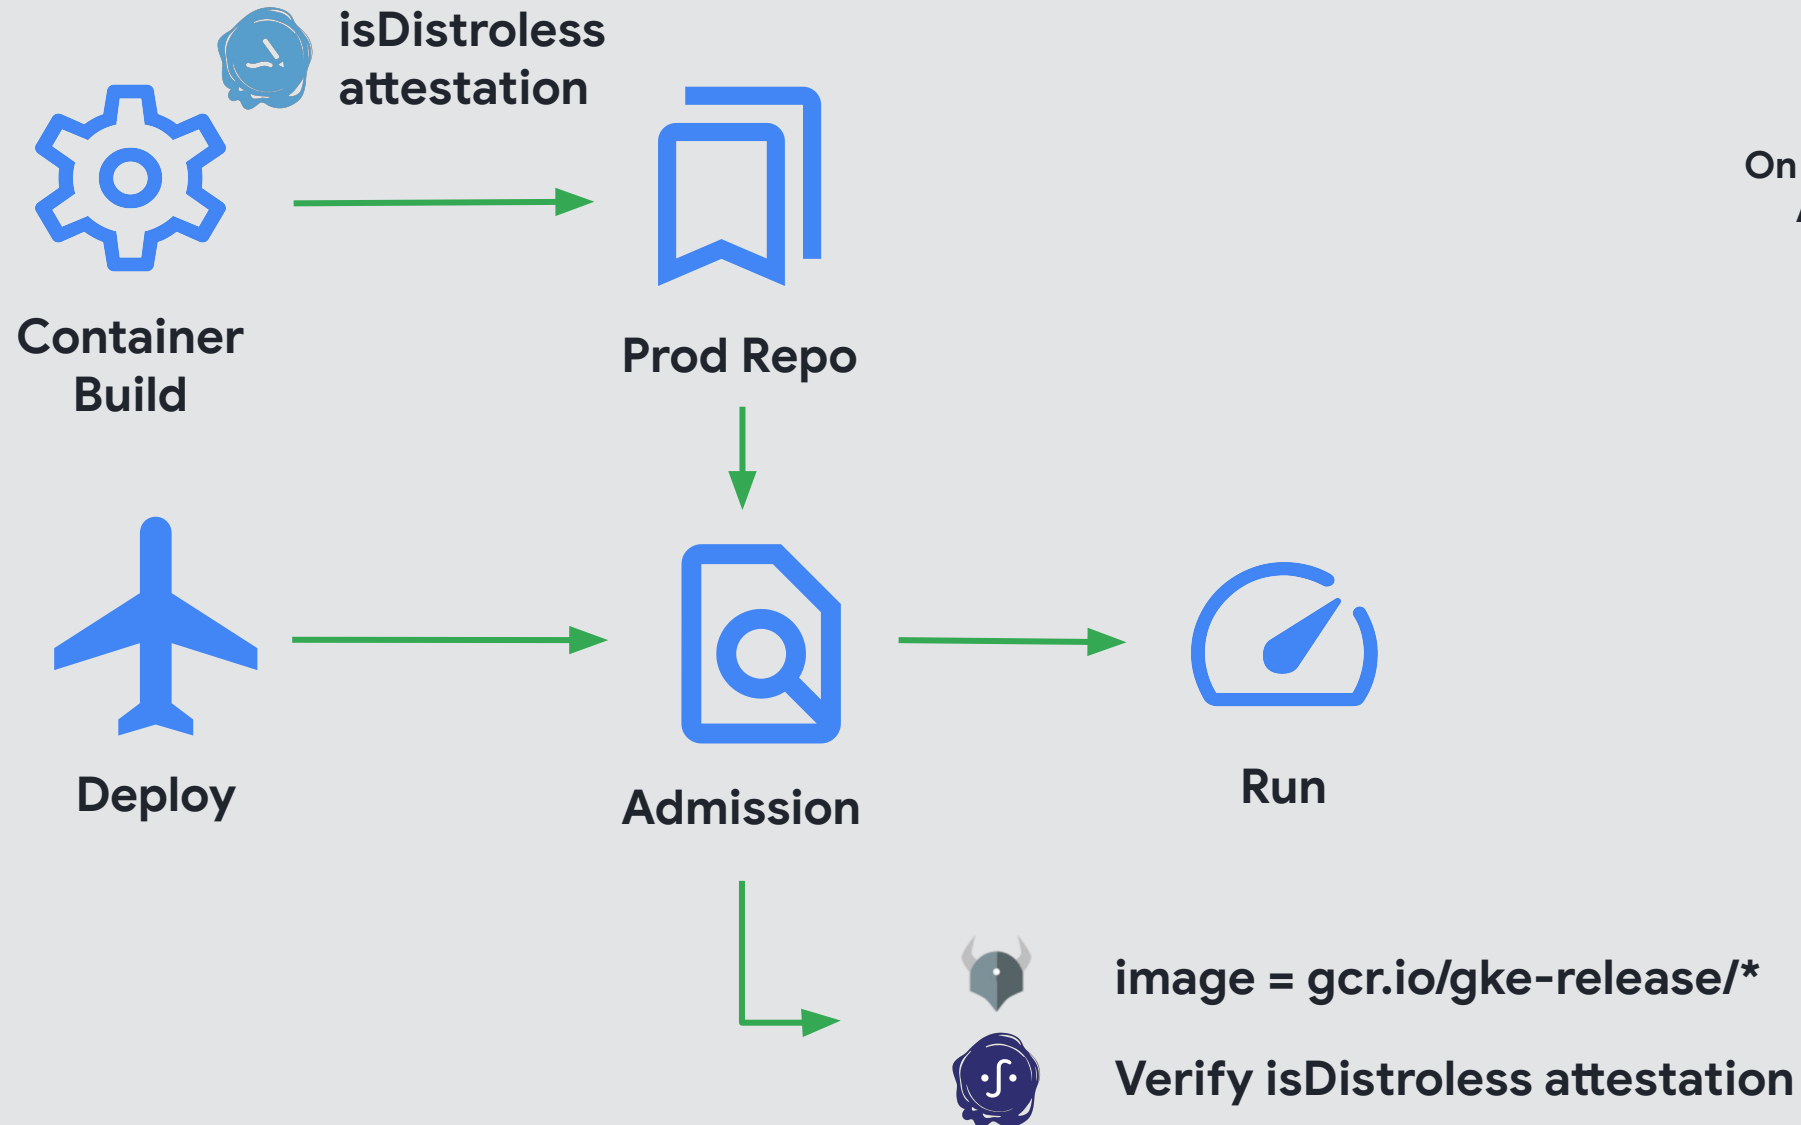 isDistroless
attestation
On
Container
Build
Prod Repo
Deploy
Admission
Run
image = gcr.io/gke-release/*
Verify isDistroless attestation